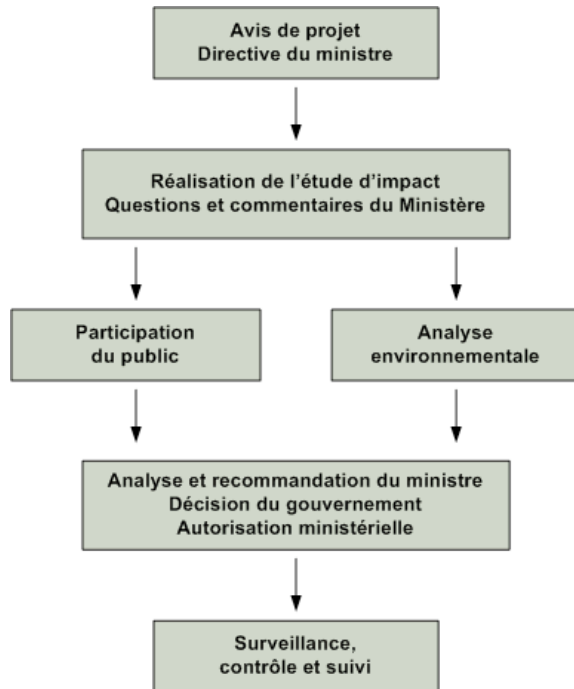 Avis de projet
Directive du ministre
Réalisation de l'étude d'impact
Questions et commentaires du Ministère
Participation
du public
Analyse
environnementale
Analyse et recommandation du ministre
Décision du gouvernement
Autorisation ministérielle
Surveillance,
contrôle et suivi